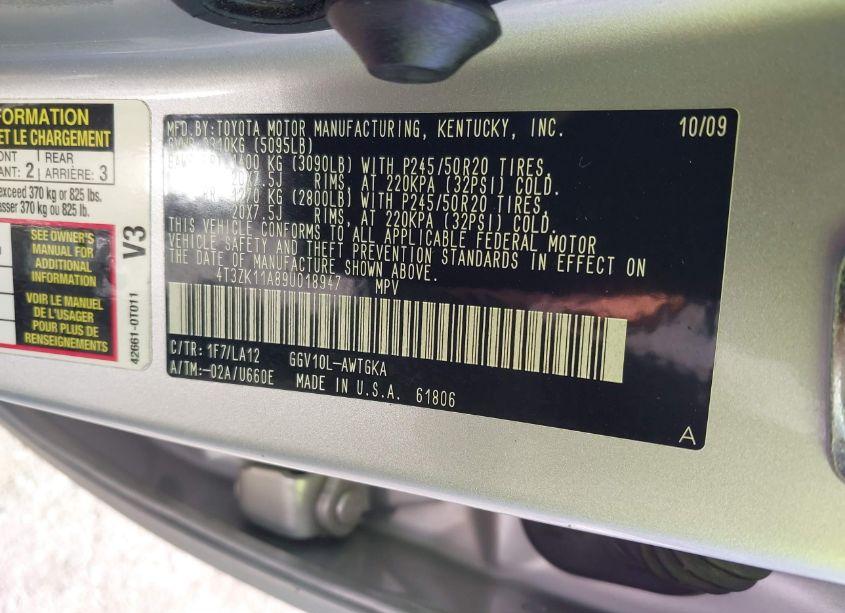 FORMATION
ET LE CHARGEMENT
ONT REAR
ANT: 2 ARRIÈRE: 3
exceed 370 kg or 825 lbs.
asser 370 kg ou 825 lb.
SEE OWNER'S
MANUAL FOR
ADDITIONAL
INFORMATION
VOIR LE MANUEL
DE L'USAGER
POUR PLUS DE
RENSEIGNEMENTS
V3
42661-0T011
MFD.BY:TOYOTA MOTOR MANUFACTURING, KENTUCKY, INC. 10/09
(5095LB)
KG (3090LB) WITH P245/50R20 TIRES,
RIMS, AT 220KPA (32PSI) COLD.
KG (2800LB) WITH P245/50R20 TIRES,
20X7.5J RIMS, AT 220KPA (32PSI) COLD.
THIS VEHICLE CONFORMS TO ALL APPLICABLE FEDERAL MOTOR
VEHICLE SAFETY AND THEFT PREVENTION STANDARDS IN EFFECT ON
THE DATE OF MANUFACTURE SHOWN ABOVE.
4T3ZK11A89U018947 MPV
C/TR: 1F7/LA12 GGV10L-AWTGKA
A/TM:-02A/U660E MADE IN U.S.A. 61806
A